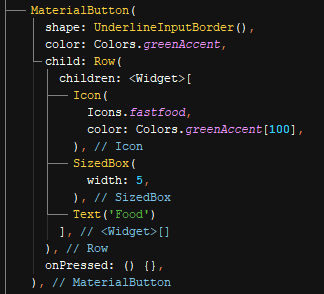 MaterialButton(
shape: UnderlineInputBorder(),
color: Colors.greenAccent,
child: Row(
children: <Widget>[
Icon(
Icons.fastfood,
color: Colors.greenAccent[100],
), // Icon
SizedBox(
width: 5,
), // SizedBox
Text('Food')
], // <Widget>[]
), // Row
onPressed: () {},
), // MaterialButton